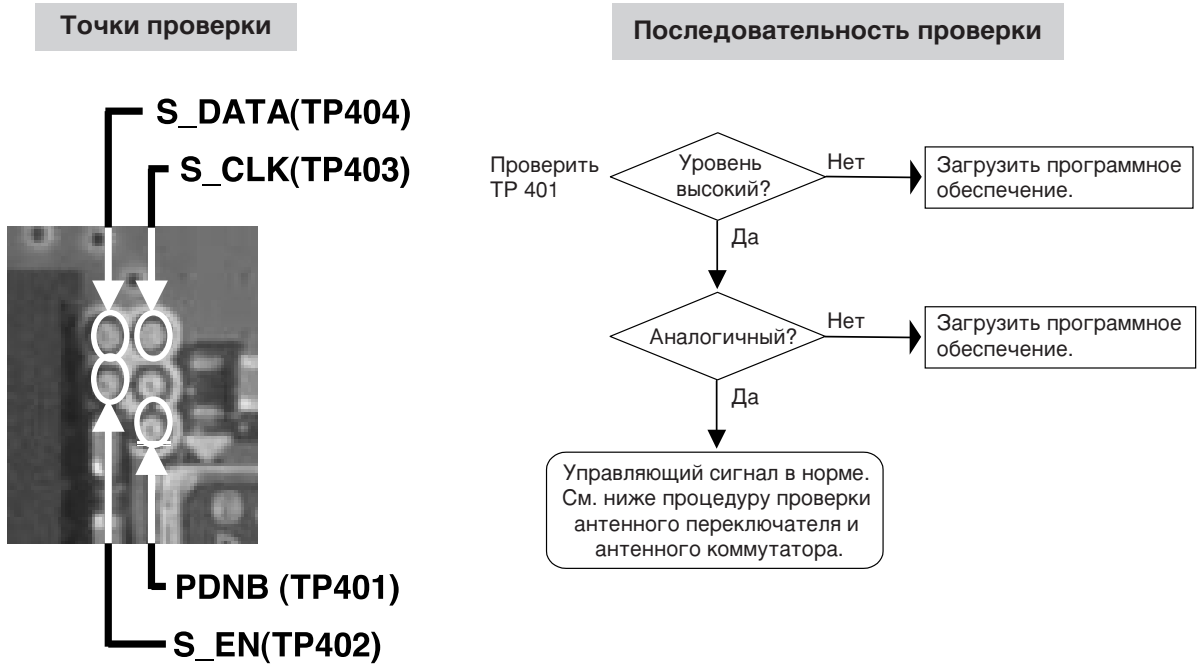 Точки проверки
S_DATA(TP404)
S_CLK(TP403)
PDNB (TP401)
S_EN(TP402)
Последовательность проверки
Проверить
TP 401
Уровень
высокий?
Нет
Загрузить программное
обеспечение.
Да
Аналогичный?
Нет
Загрузить программное
обеспечение.
Да
Управляющий сигнал в норме.
См. ниже процедуру проверки
антенного переключателя и
антенного коммутатора.